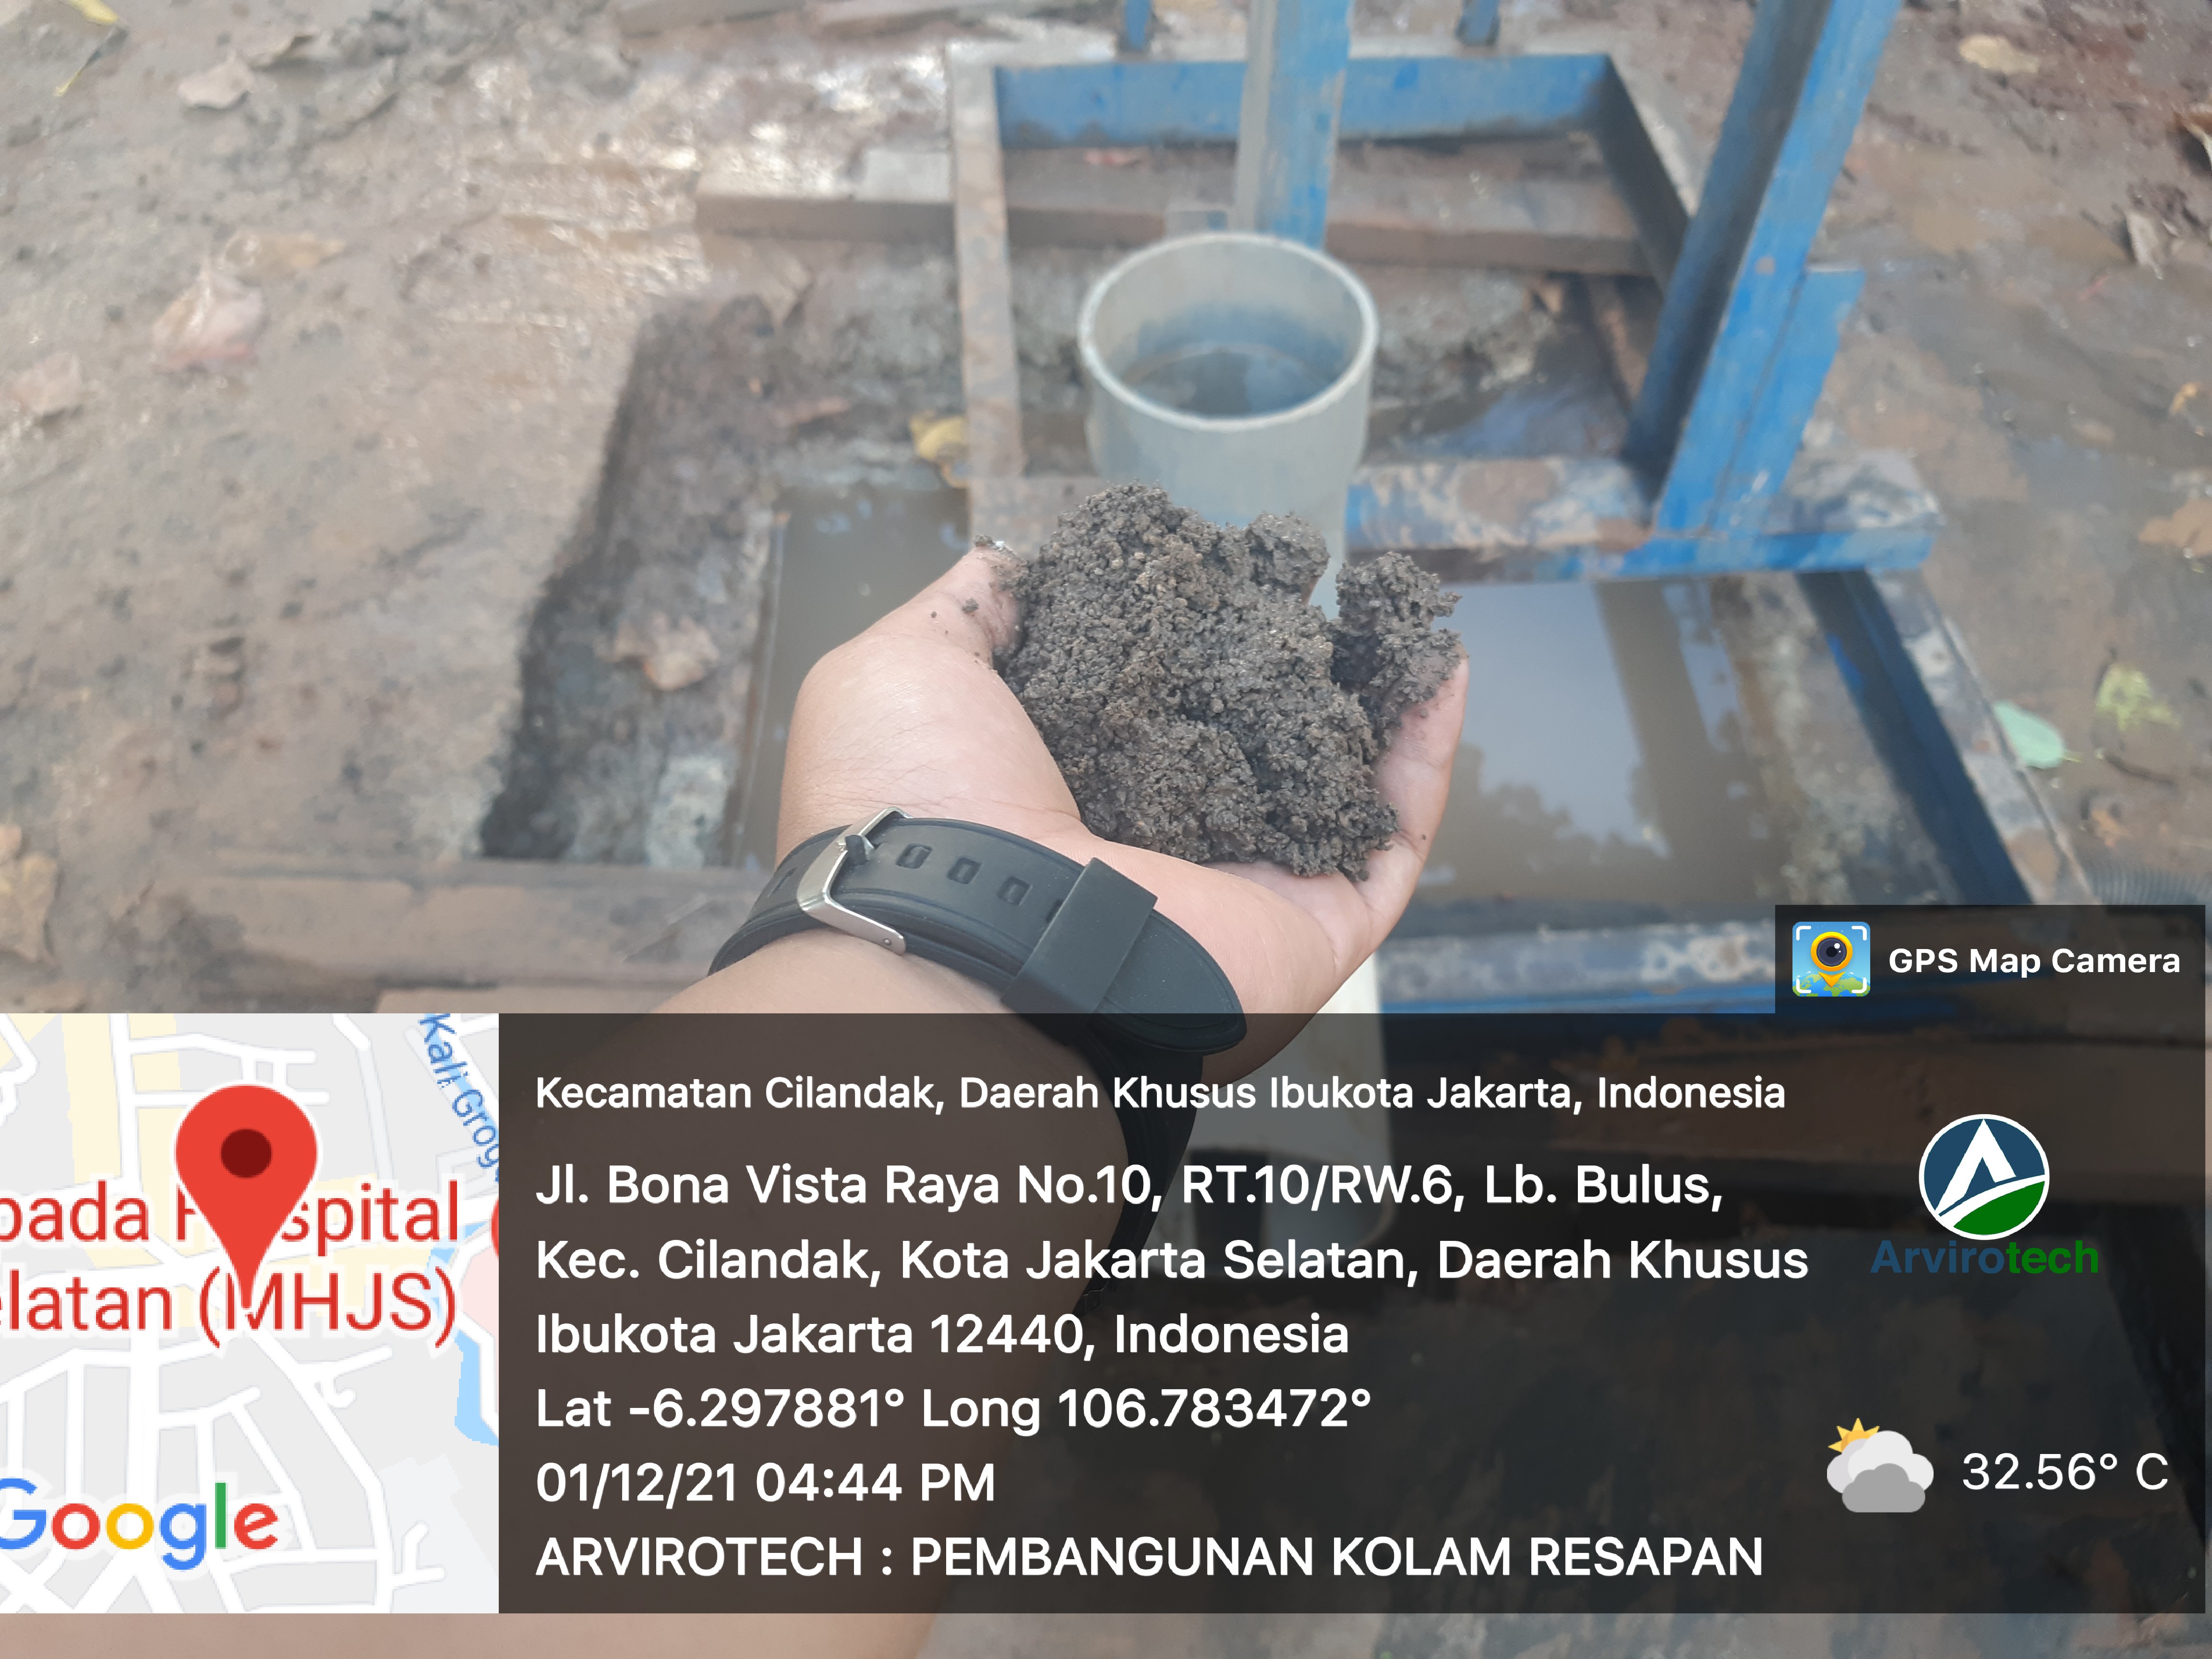 GPS Map Camera
Kecamatan Cilandak, Daerah Khusus Ibukota Jakarta, Indonesia
Jl. Bona Vista Raya No.10, RT.10/RW.6, Lb. Bulus,
Kec. Cilandak, Kota Jakarta Selatan, Daerah Khusus
Ibukota Jakarta 12440, Indonesia
Lat -6.297881° Long 106.783472°
01/12/21 04:44 PM
ARVIROTECH : PEMBANGUNAN KOLAM RESAPAN
Arvirotech
32.56° C
Kali
(MHJS)
Google